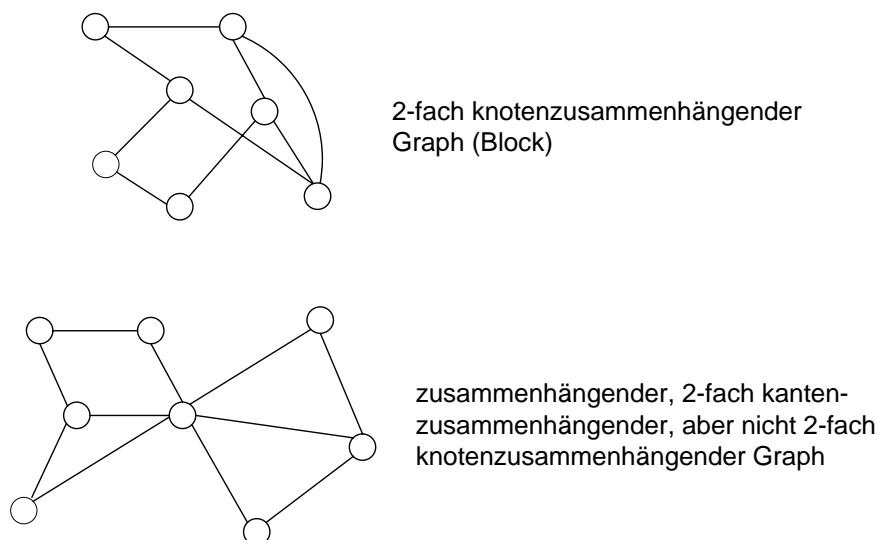 2-fach knotenzusammenhängender
Graph (Block)
zusammenhängender, 2-fach kanten-
zusammenhängender, aber nicht 2-fach
knotenzusammenhängender Graph